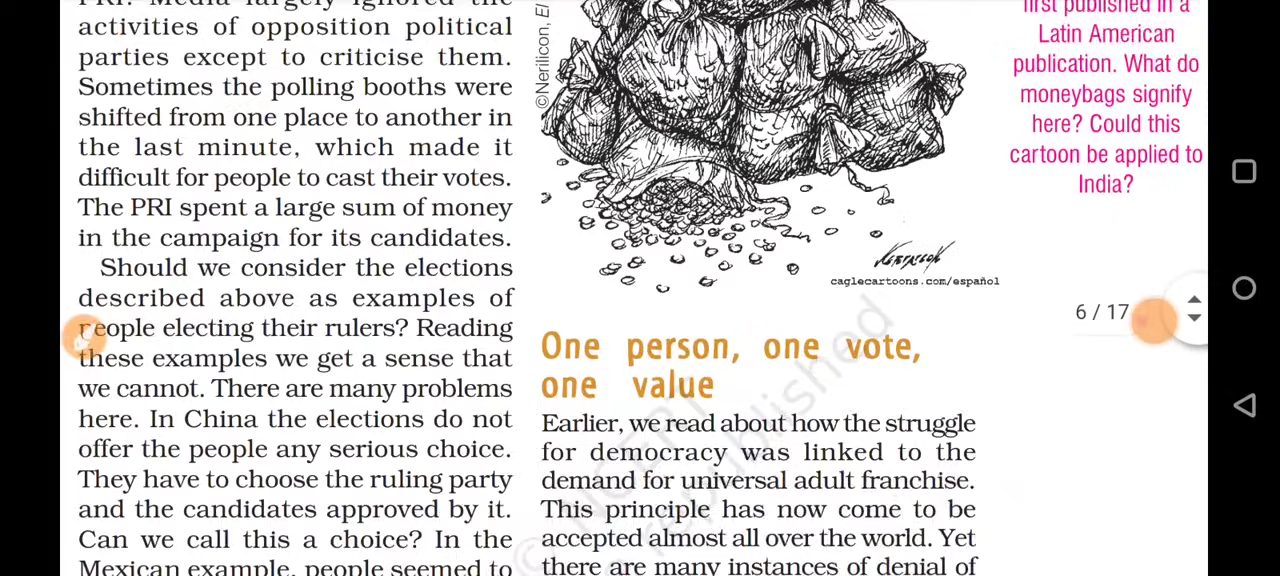 PRI. Media largely ignored the
activities of opposition political
parties except to criticise them.
Sometimes the polling booths were
shifted from one place to another in
the last minute, which made it
difficult for people to cast their votes.
The PRI spent a large sum of money
in the campaign for its candidates.
Should we consider the elections
described above as examples of
people electing their rulers? Reading
these examples we get a sense that
we cannot. There are many problems
here. In China the elections do not
offer the people any serious choice.
They have to choose the ruling party
and the candidates approved by it.
Can we call this a choice? In the
Mexican example, people seemed to
©Nerilicon, El
NERILICON
caglecartoons.com/español
first published in a
Latin American
publication. What do
moneybags signify
here? Could this
cartoon be applied to
India?
6 / 17
One person, one vote,
one value
Earlier, we read about how the struggle
for democracy was linked to the
demand for universal adult franchise.
This principle has now come to be
accepted almost all over the world. Yet
there are many instances of denial of
© NCERT
republished